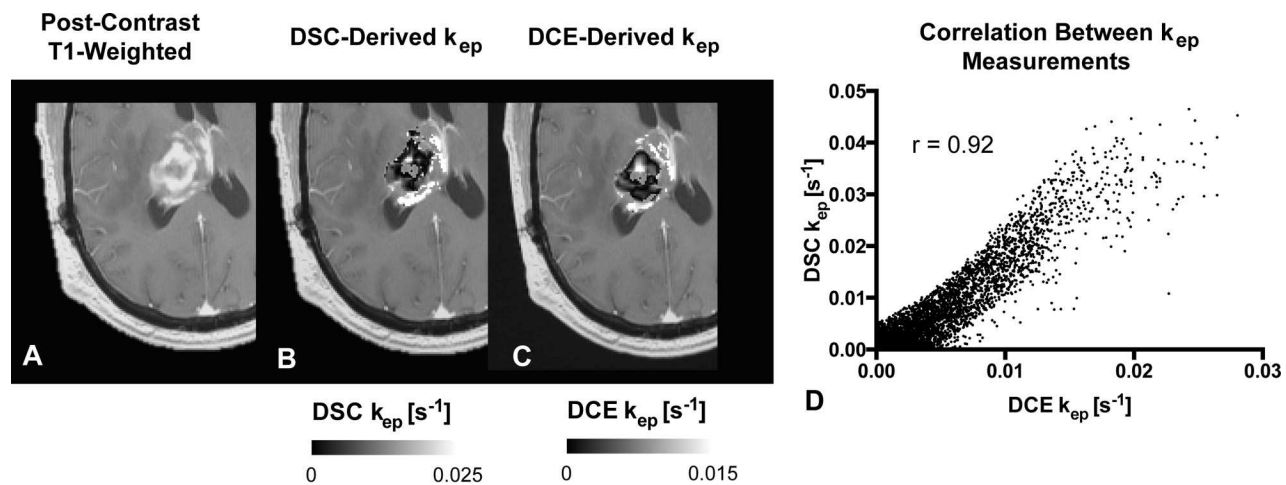 Post-Contrast
T1-Weighted
DSC-Derived kep
DCE-Derived kep
A
B
C
DSC kep [s-1]
0
0.025
DCE kep [s-1]
0
0.015
Correlation Between kep
Measurements
r = 0.92
DSC kep [s-1]
0.05
0.04
0.03
0.02
0.01
0.00
0.00
0.01
0.02
0.03
DCE kep [s-1]
D